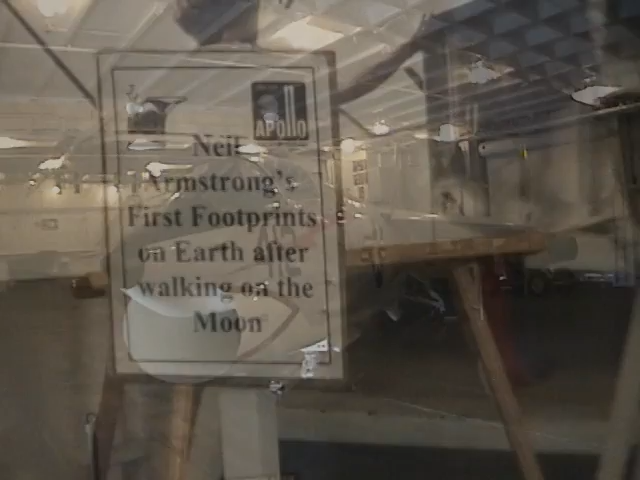 APOLLO
Neil
Armstrong's
First Footprints
on Earth after
walking on the
Moon